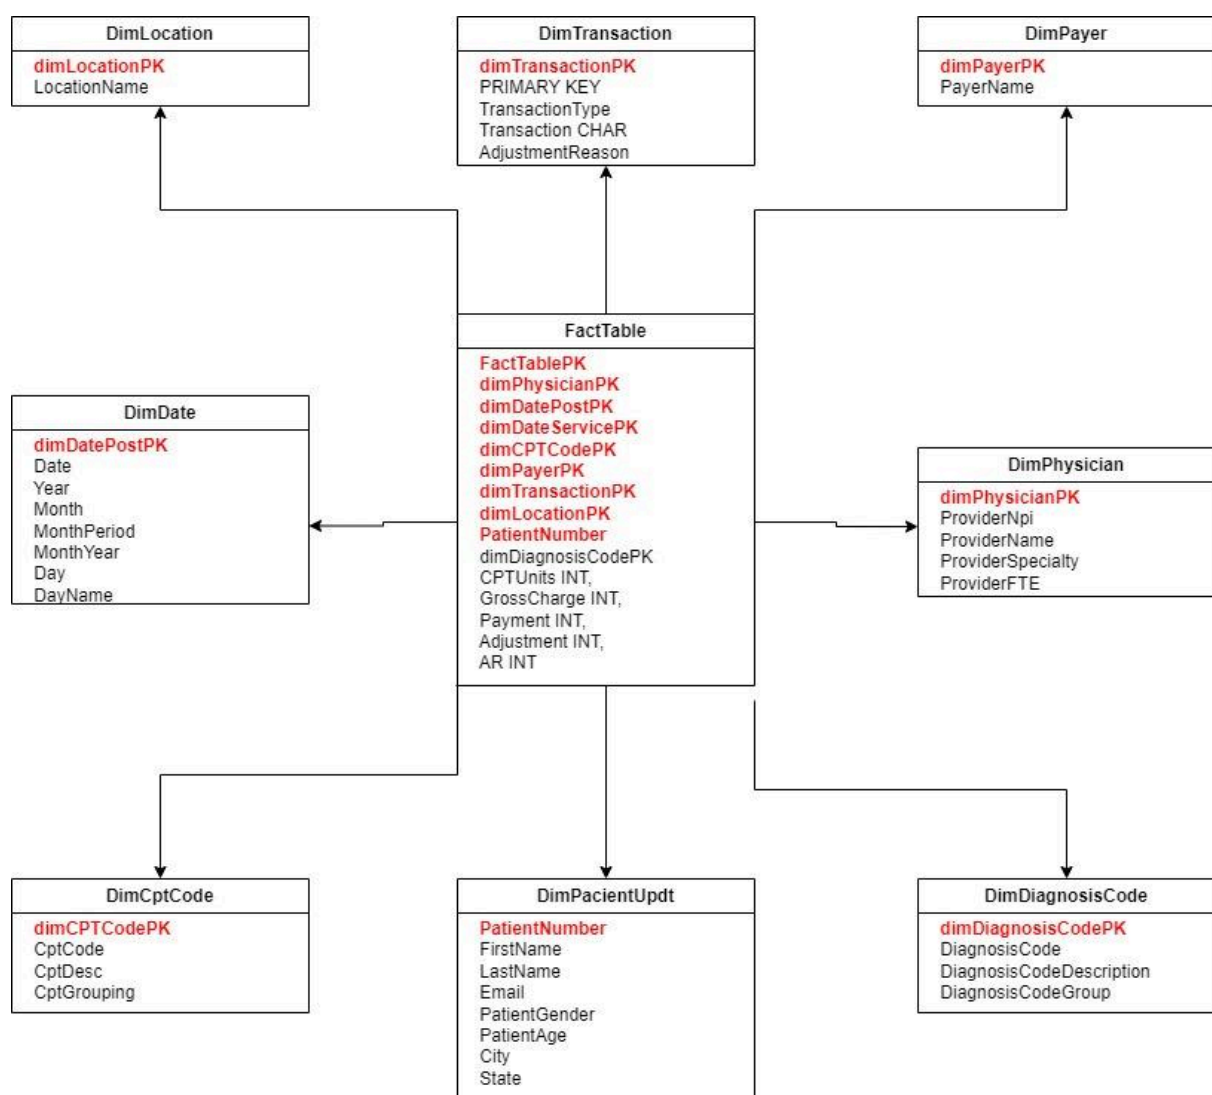 DimLocation
dimLocationPK
LocationName
DimTransaction
dimTransactionPK
PRIMARY KEY
TransactionType
Transaction CHAR
AdjustmentReason
DimPayer
dimPayerPK
PayerName
FactTable
FactTablePK
dimPhysicianPK
dimDatePostPK
dimDateServicePK
dimCPTCodePK
dimPayerPK
dimTransactionPK
dimLocationPK
PatientNumber
dimDiagnosisCodePK
CPTUnits INT,
GrossCharge INT,
Payment INT,
Adjustment INT,
AR INT
DimDate
dimDatePostPK
Date
Year
Month
MonthPeriod
MonthYear
Day
DayName
DimPhysician
dimPhysicianPK
ProviderNpi
ProviderName
ProviderSpecialty
ProviderFTE
DimCptCode
dimCPTCodePK
CptCode
CptDesc
CptGrouping
DimPacientUpdt
PatientNumber
FirstName
LastName
Email
PatientGender
PatientAge
City
State
DimDiagnosisCode
dimDiagnosisCodePK
DiagnosisCode
DiagnosisCodeDescription
DiagnosisCodeGroup